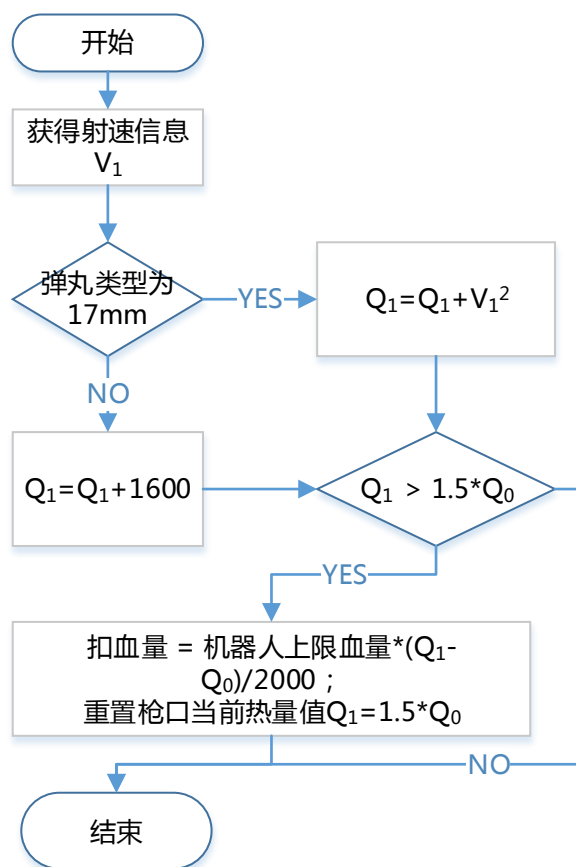 开始
获得射速信息
V₁
弹丸类型为
17mm
YES
Q₁=Q₁+V₁²
NO
Q₁=Q₁+1600
Q₁ > 1.5*Q₀
YES
扣血量 = 机器人上限血量*(Q₁-
Q₀)/2000；
重置枪口当前热量值Q₁=1.5*Q₀
NO
结束